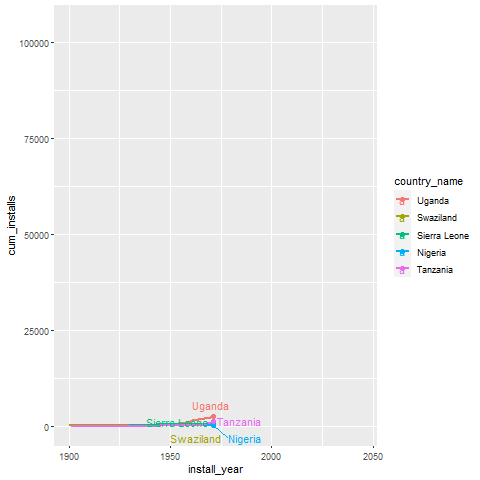 100000
75000
50000
25000
0
cum_installs
1900
1950
2000
2050
install_year
Uganda
Sierra Leone
Tanzania
Swaziland
Nigeria
country_name
a Uganda
a Swaziland
a Sierra Leone
a Nigeria
a Tanzania